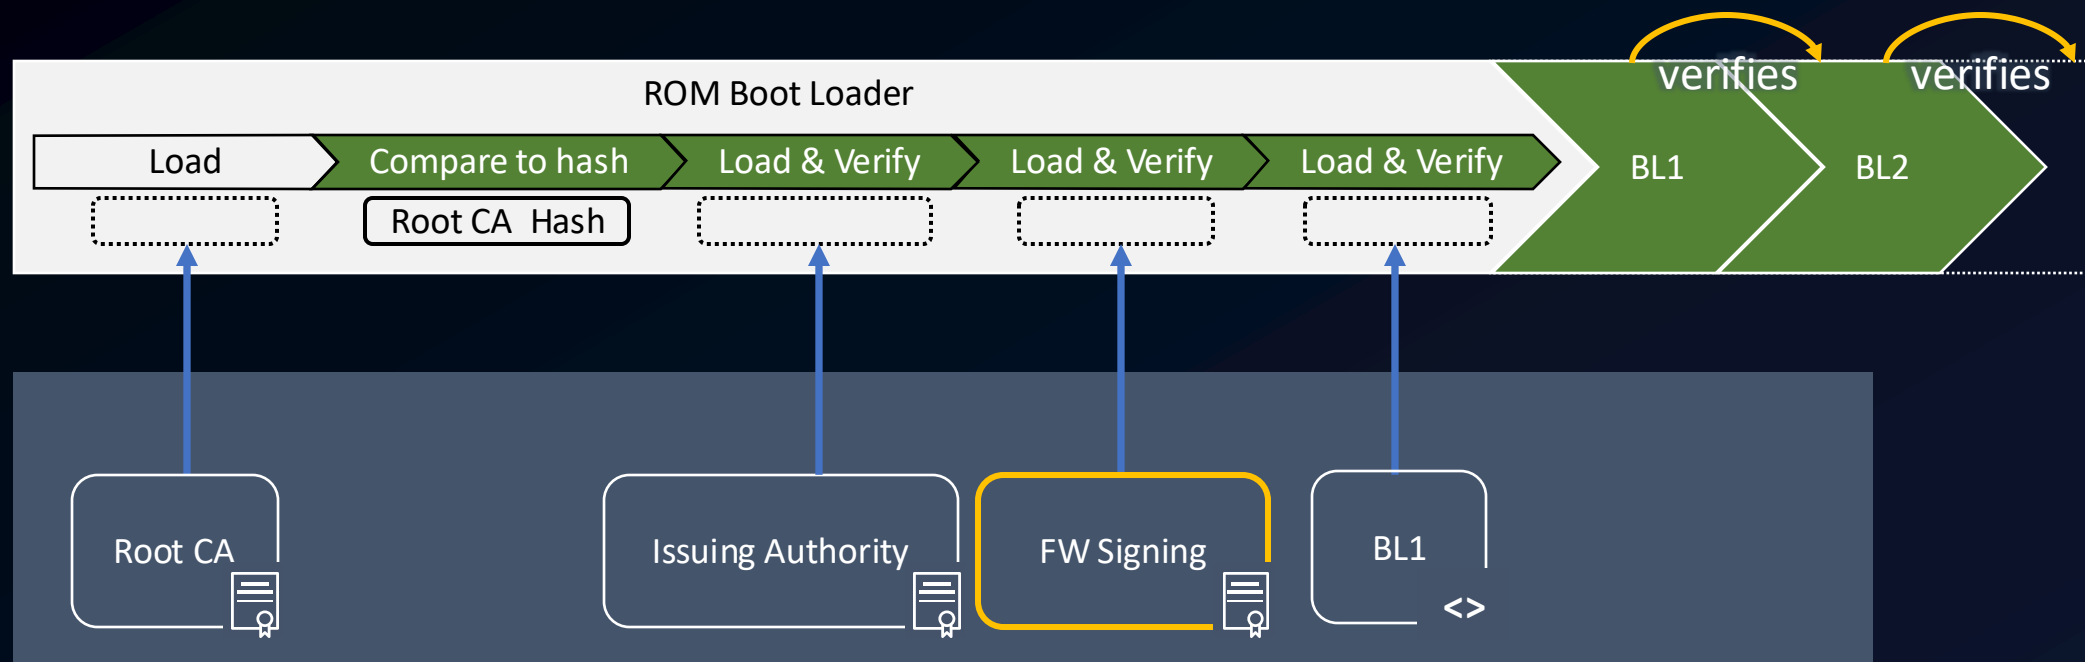 verifies
verifies
ROM Boot Loader
Load
Compare to hash
Load & Verify
Load & Verify
Load & Verify
BL1
BL2
Root CA Hash
Root CA
Issuing Authority
FW Signing
BL1
<>